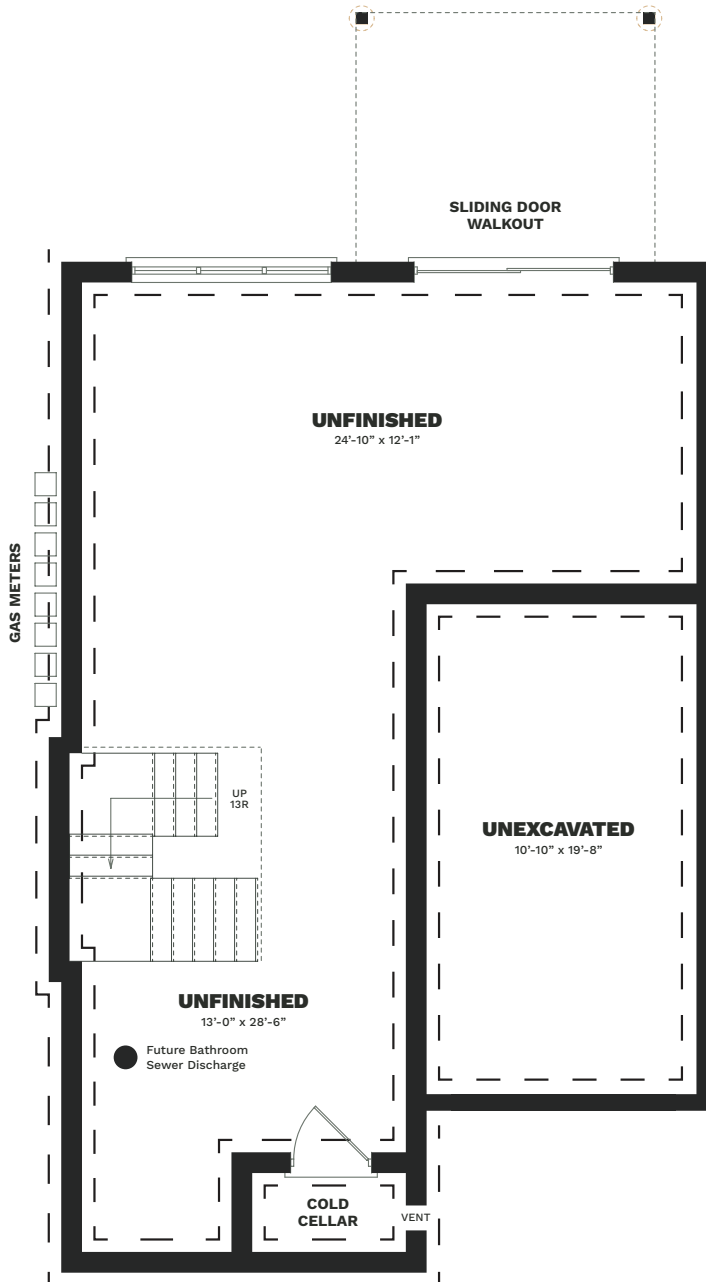 SLIDING DOOR
WALKOUT
UNFINISHED
24’-10” x 12’-1”
GAS METERS
UP
13R
UNEXCAVATED
10’-10” x 19’-8”
UNFINISHED
13’-0” x 28’-6”
Future Bathroom
Sewer Discharge
COLD
CELLAR
VENT